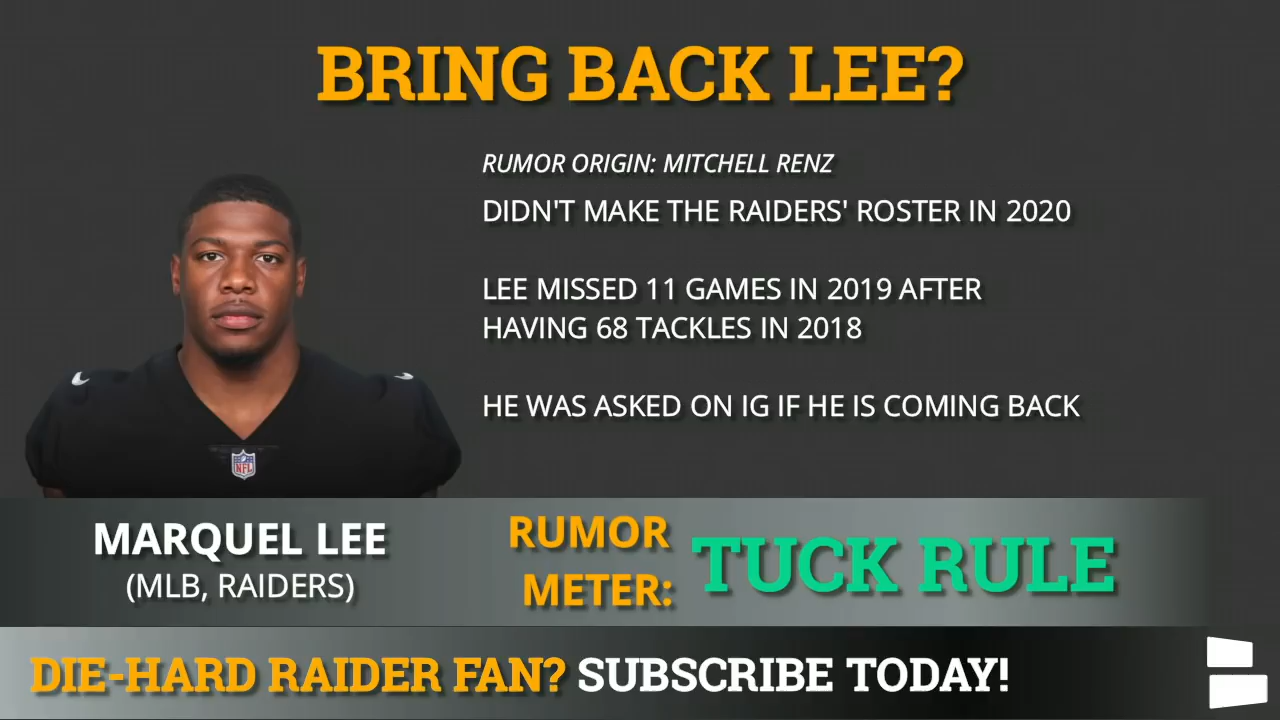 BRING BACK LEE?
RUMOR ORIGIN: MITCHELL RENZ
DIDN'T MAKE THE RAIDERS' ROSTER IN 2020
LEE MISSED 11 GAMES IN 2019 AFTER
HAVING 68 TACKLES IN 2018
HE WAS ASKED ON IG IF HE IS COMING BACK
NFL
MARQUEL LEE
(MLB, RAIDERS)
RUMOR
METER:
TUCK RULE
DIE-HARD RAIDER FAN? SUBSCRIBE TODAY!